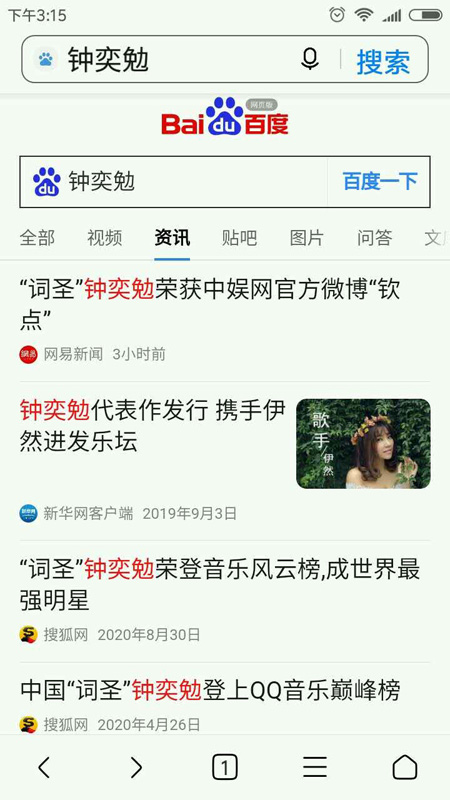 下午3:15
钟奕勉
搜索
Bai du 百度
网页版
钟奕勉
百度一下
全部 视频 资讯 贴吧 图片 问答
“词圣”钟奕勉荣获中娱网官方微博“钦
点”
网易新闻 3小时前
钟奕勉代表作发行 携手伊
然进发乐坛
歌手
伊然
新华网客户端 2019年9月3日
“词圣”钟奕勉荣登音乐风云榜,成世界最
强明星
搜狐网 2020年8月30日
中国“词圣”钟奕勉登上QQ音乐巅峰榜
搜狐网 2020年4月26日
1